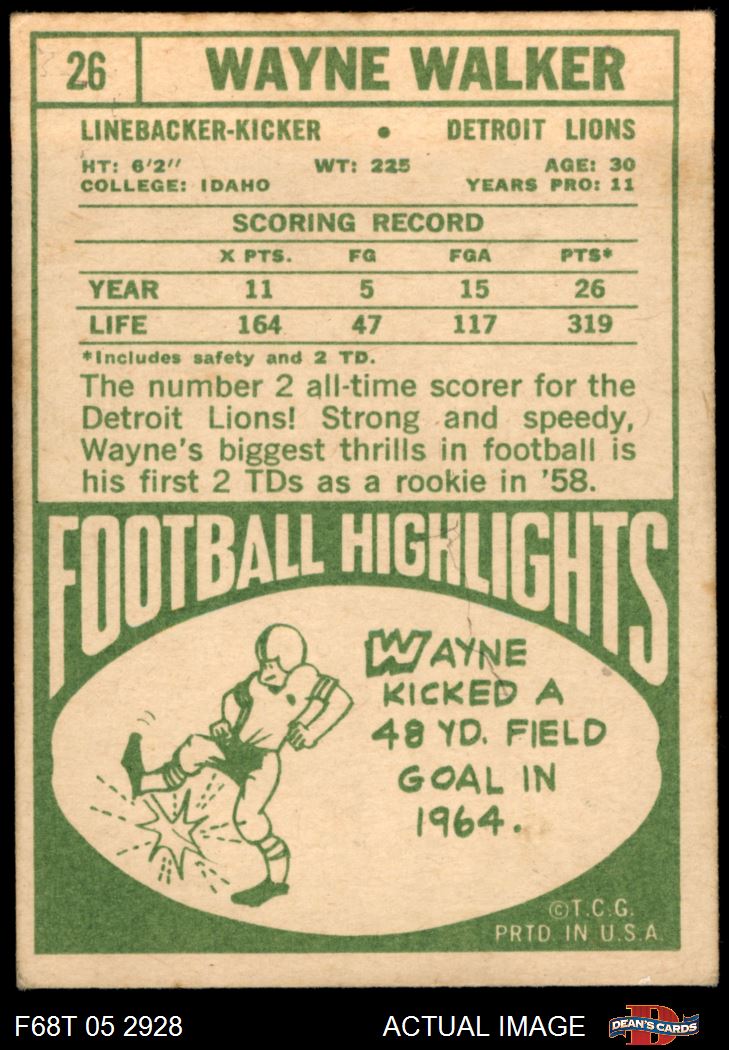 26 WAYNE WALKER
LINEBACKER-KICKER • DETROIT LIONS
HT: 6'2" WT: 225 AGE: 30
COLLEGE: IDAHO YEARS PRO: 11
SCORING RECORD
X PTS. FG FGA PTS*
YEAR 11 5 15 26
LIFE 164 47 117 319
*Includes safety and 2 TD.
The number 2 all-time scorer for the
Detroit Lions! Strong and speedy,
Wayne's biggest thrills in football is
his first 2 TDs as a rookie in '58.
FOOTBALL HIGHLIGHTS
WAYNE
KICKED A
48 YD. FIELD
GOAL IN
1964.
©T.C.G.
PRTD. IN U.S.A.
F68T 05 2928 ACTUAL IMAGE D DEAN'S CARDS